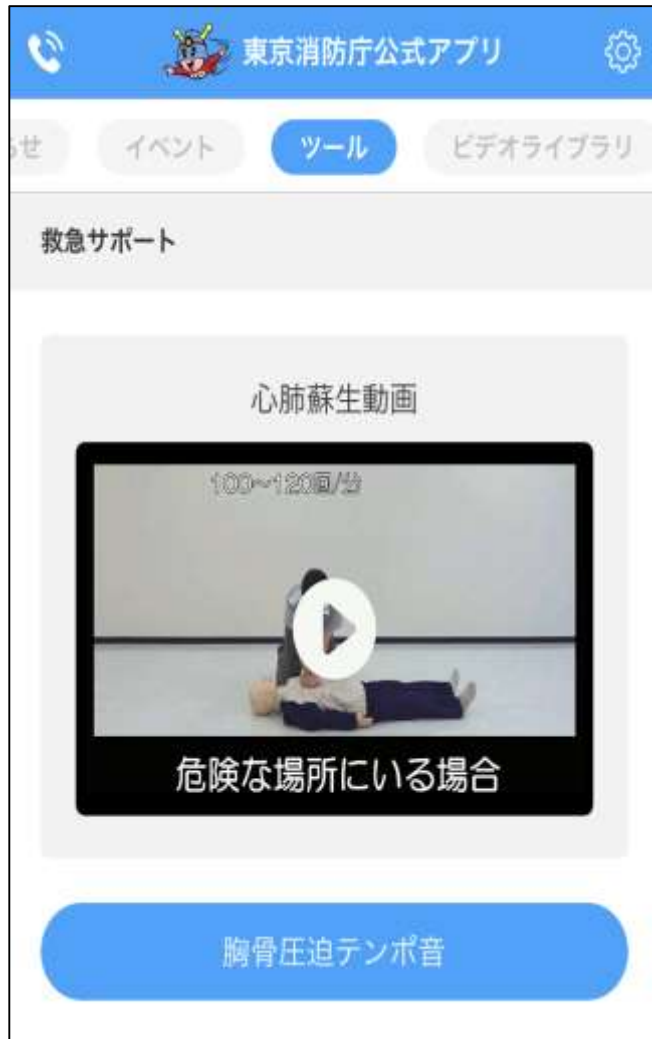 東京消防庁公式アプリ
せ
イベント
ツール
ビデオライブラリ
救急サポート
心肺蘇生動画
100~120回/分
危険な場所にいる場合
胸骨圧迫テンポ音